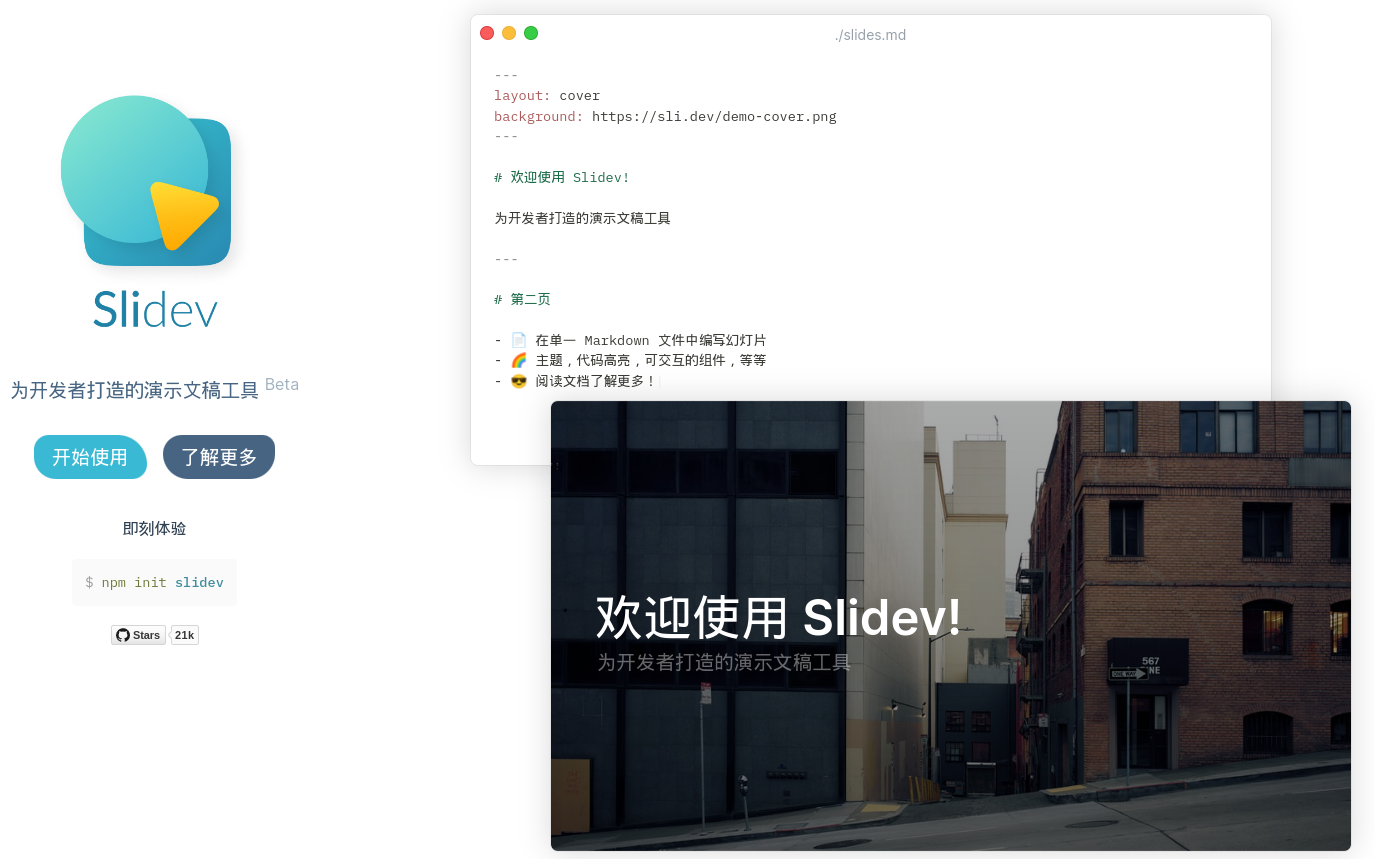 Slidev
为开发者打造的演示文稿工具 Beta
开始使用
了解更多
即刻体验
$ npm init slidev
Stars 21k
./slides.md
---
layout: cover
background: https://sli.dev/demo-cover.png
---
# 欢迎使用 Slidev!
为开发者打造的演示文稿工具
---
# 第二页
- 📄 在单一 Markdown 文件中编写幻灯片
- 🌈 主题，代码高亮，可交互的组件，等等
- 😎 阅读文档了解更多！
欢迎使用 Slidev!
为开发者打造的演示文稿工具
567
ONE WAY